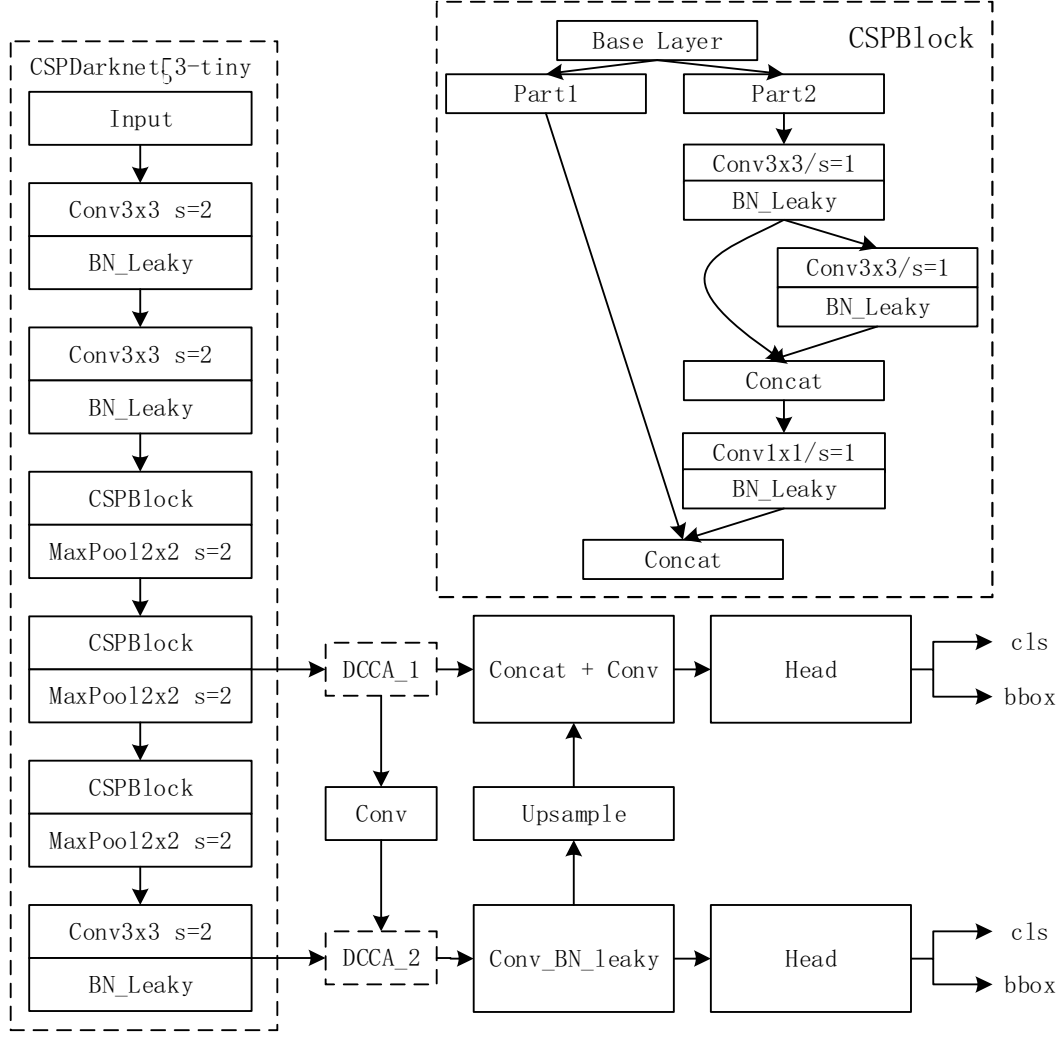 CSPDarknet53-tiny
Input
Conv3x3 s=2
BN_Leaky
Conv3x3 s=2
BN_Leaky
CSPBlock
MaxPool2x2 s=2
CSPBlock
MaxPool2x2 s=2
CSPBlock
MaxPool2x2 s=2
Conv3x3 s=2
BN_Leaky
CSPBlock
Base Layer
Part1
Part2
Conv3x3/s=1
BN_Leaky
Conv3x3/s=1
BN_Leaky
Concat
Conv1x1/s=1
BN_Leaky
Concat
DCCA_1
Concat + Conv
Head
cls
bbox
Conv
Upsample
DCCA_2
Conv_BN_leaky
Head
cls
bbox